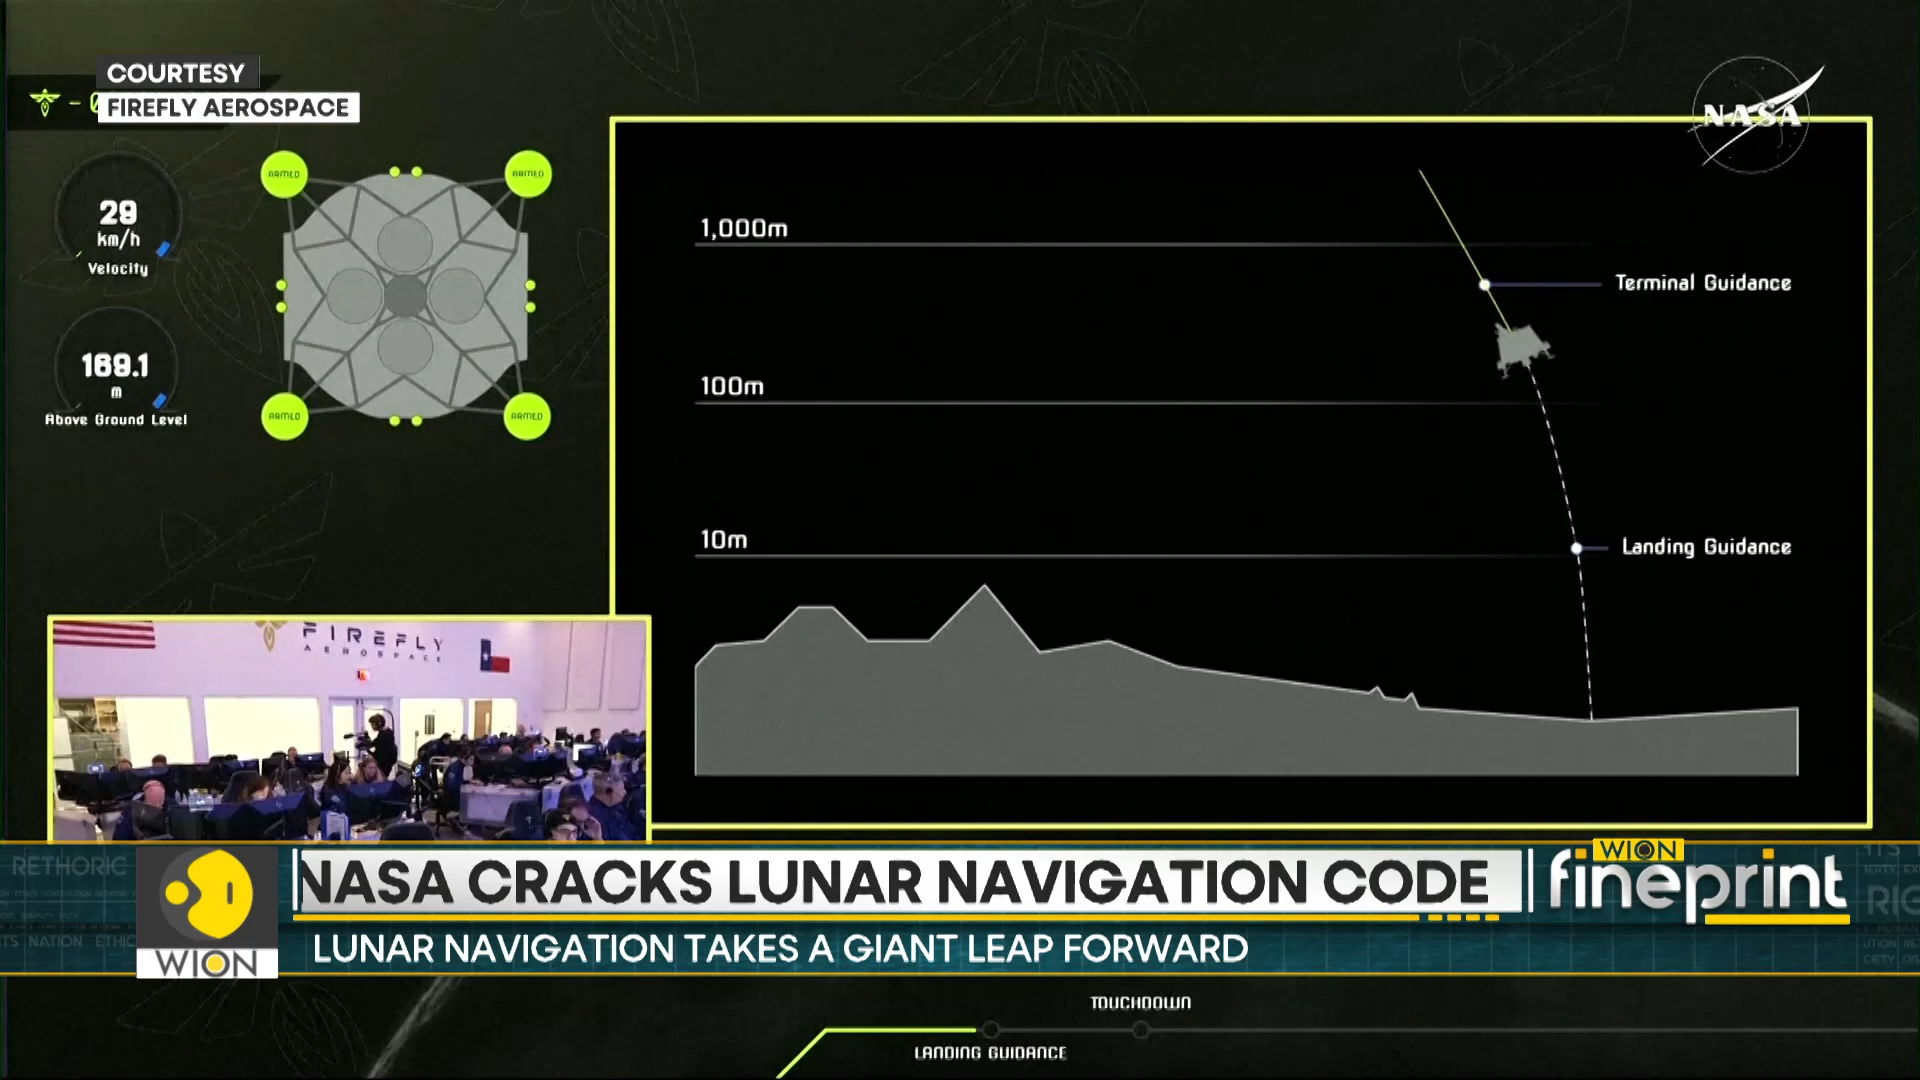 COURTESY
FIREFLY AEROSPACE
NASA
29
km/h
Velocity
169.1
m
Above Ground Level
ARMED
ARMED
ARMED
ARMED
1,000m
100m
10m
Terminal Guidance
Landing Guidance
FIREFLY
AEROSPACE
RETHORIC
NATION
WION
NASA CRACKS LUNAR NAVIGATION CODE
LUNAR NAVIGATION TAKES A GIANT LEAP FORWARD
WION
fineprint
TOUCHDOWN
LANDING GUIDANCE